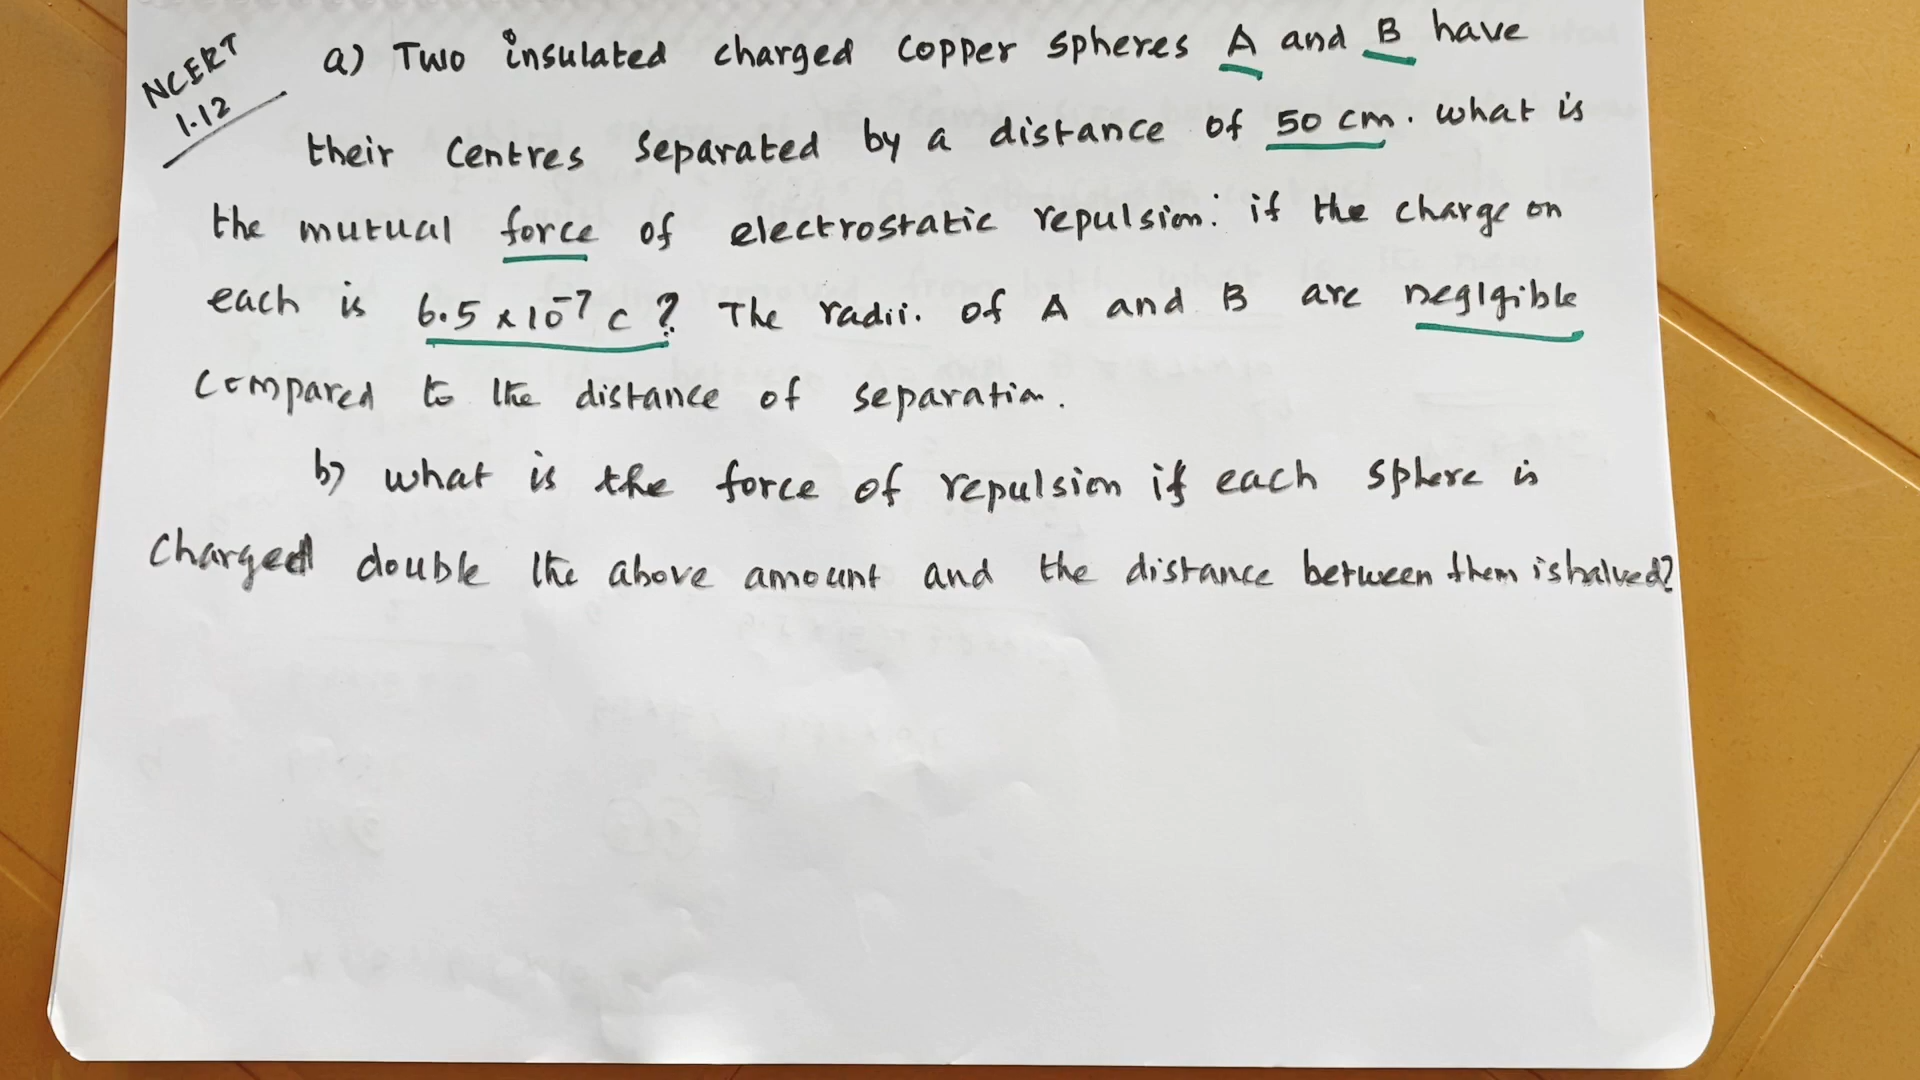 NCERT
1.12
a) Two insulated charged copper spheres A and B have
their centres separated by a distance of 50 cm. what is
the mutual force of electrostatic repulsion: if the charge on
each is 6.5 x 10⁻⁷ c ? The radii. of A and B are neglgible
compared to the distance of separation.
b) what is the force of repulsion if each sphere is
charged double the above amount and the distance between them is halved?